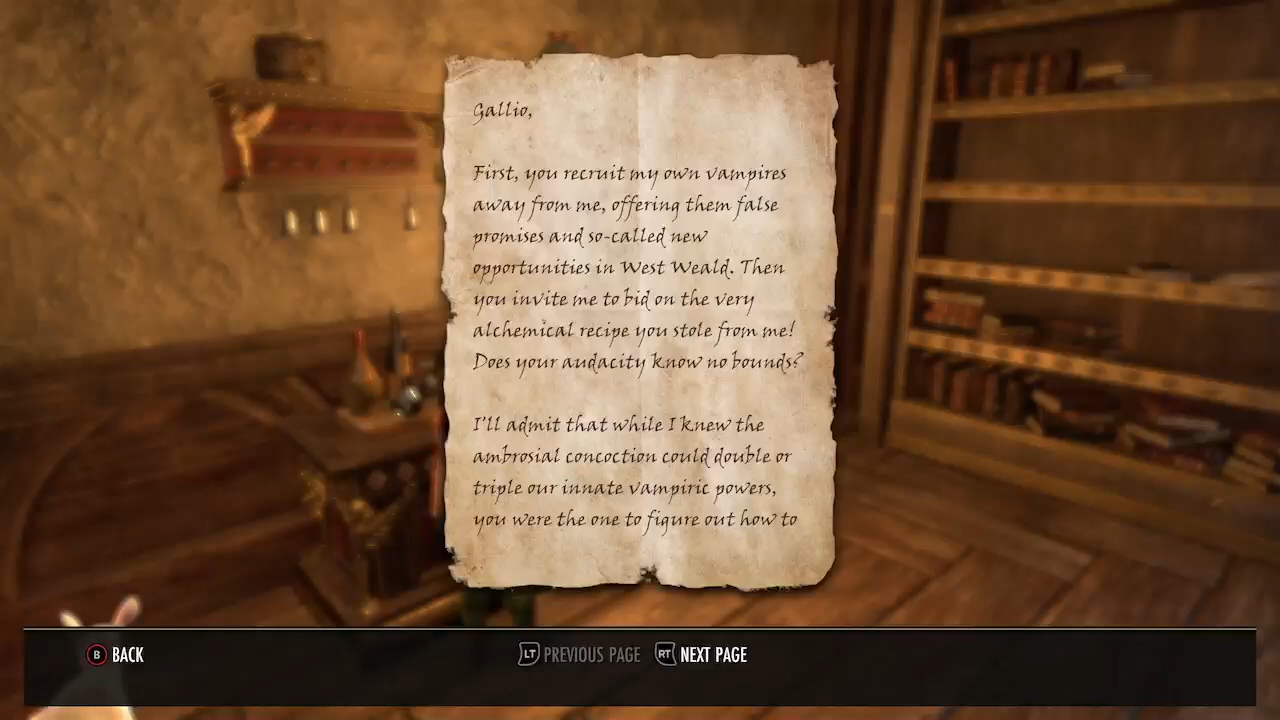 Gallio,
First, you recruit my own vampires
away from me, offering them false
promises and so-called new
opportunities in West Weald. Then
you invite me to bid on the very
alchemical recipe you stole from me!
Does your audacity know no bounds?
I'll admit that while I knew the
ambrosial concoction could double or
triple our innate vampiric powers,
you were the one to figure out how to
B BACK
LT PREVIOUS PAGE RT NEXT PAGE